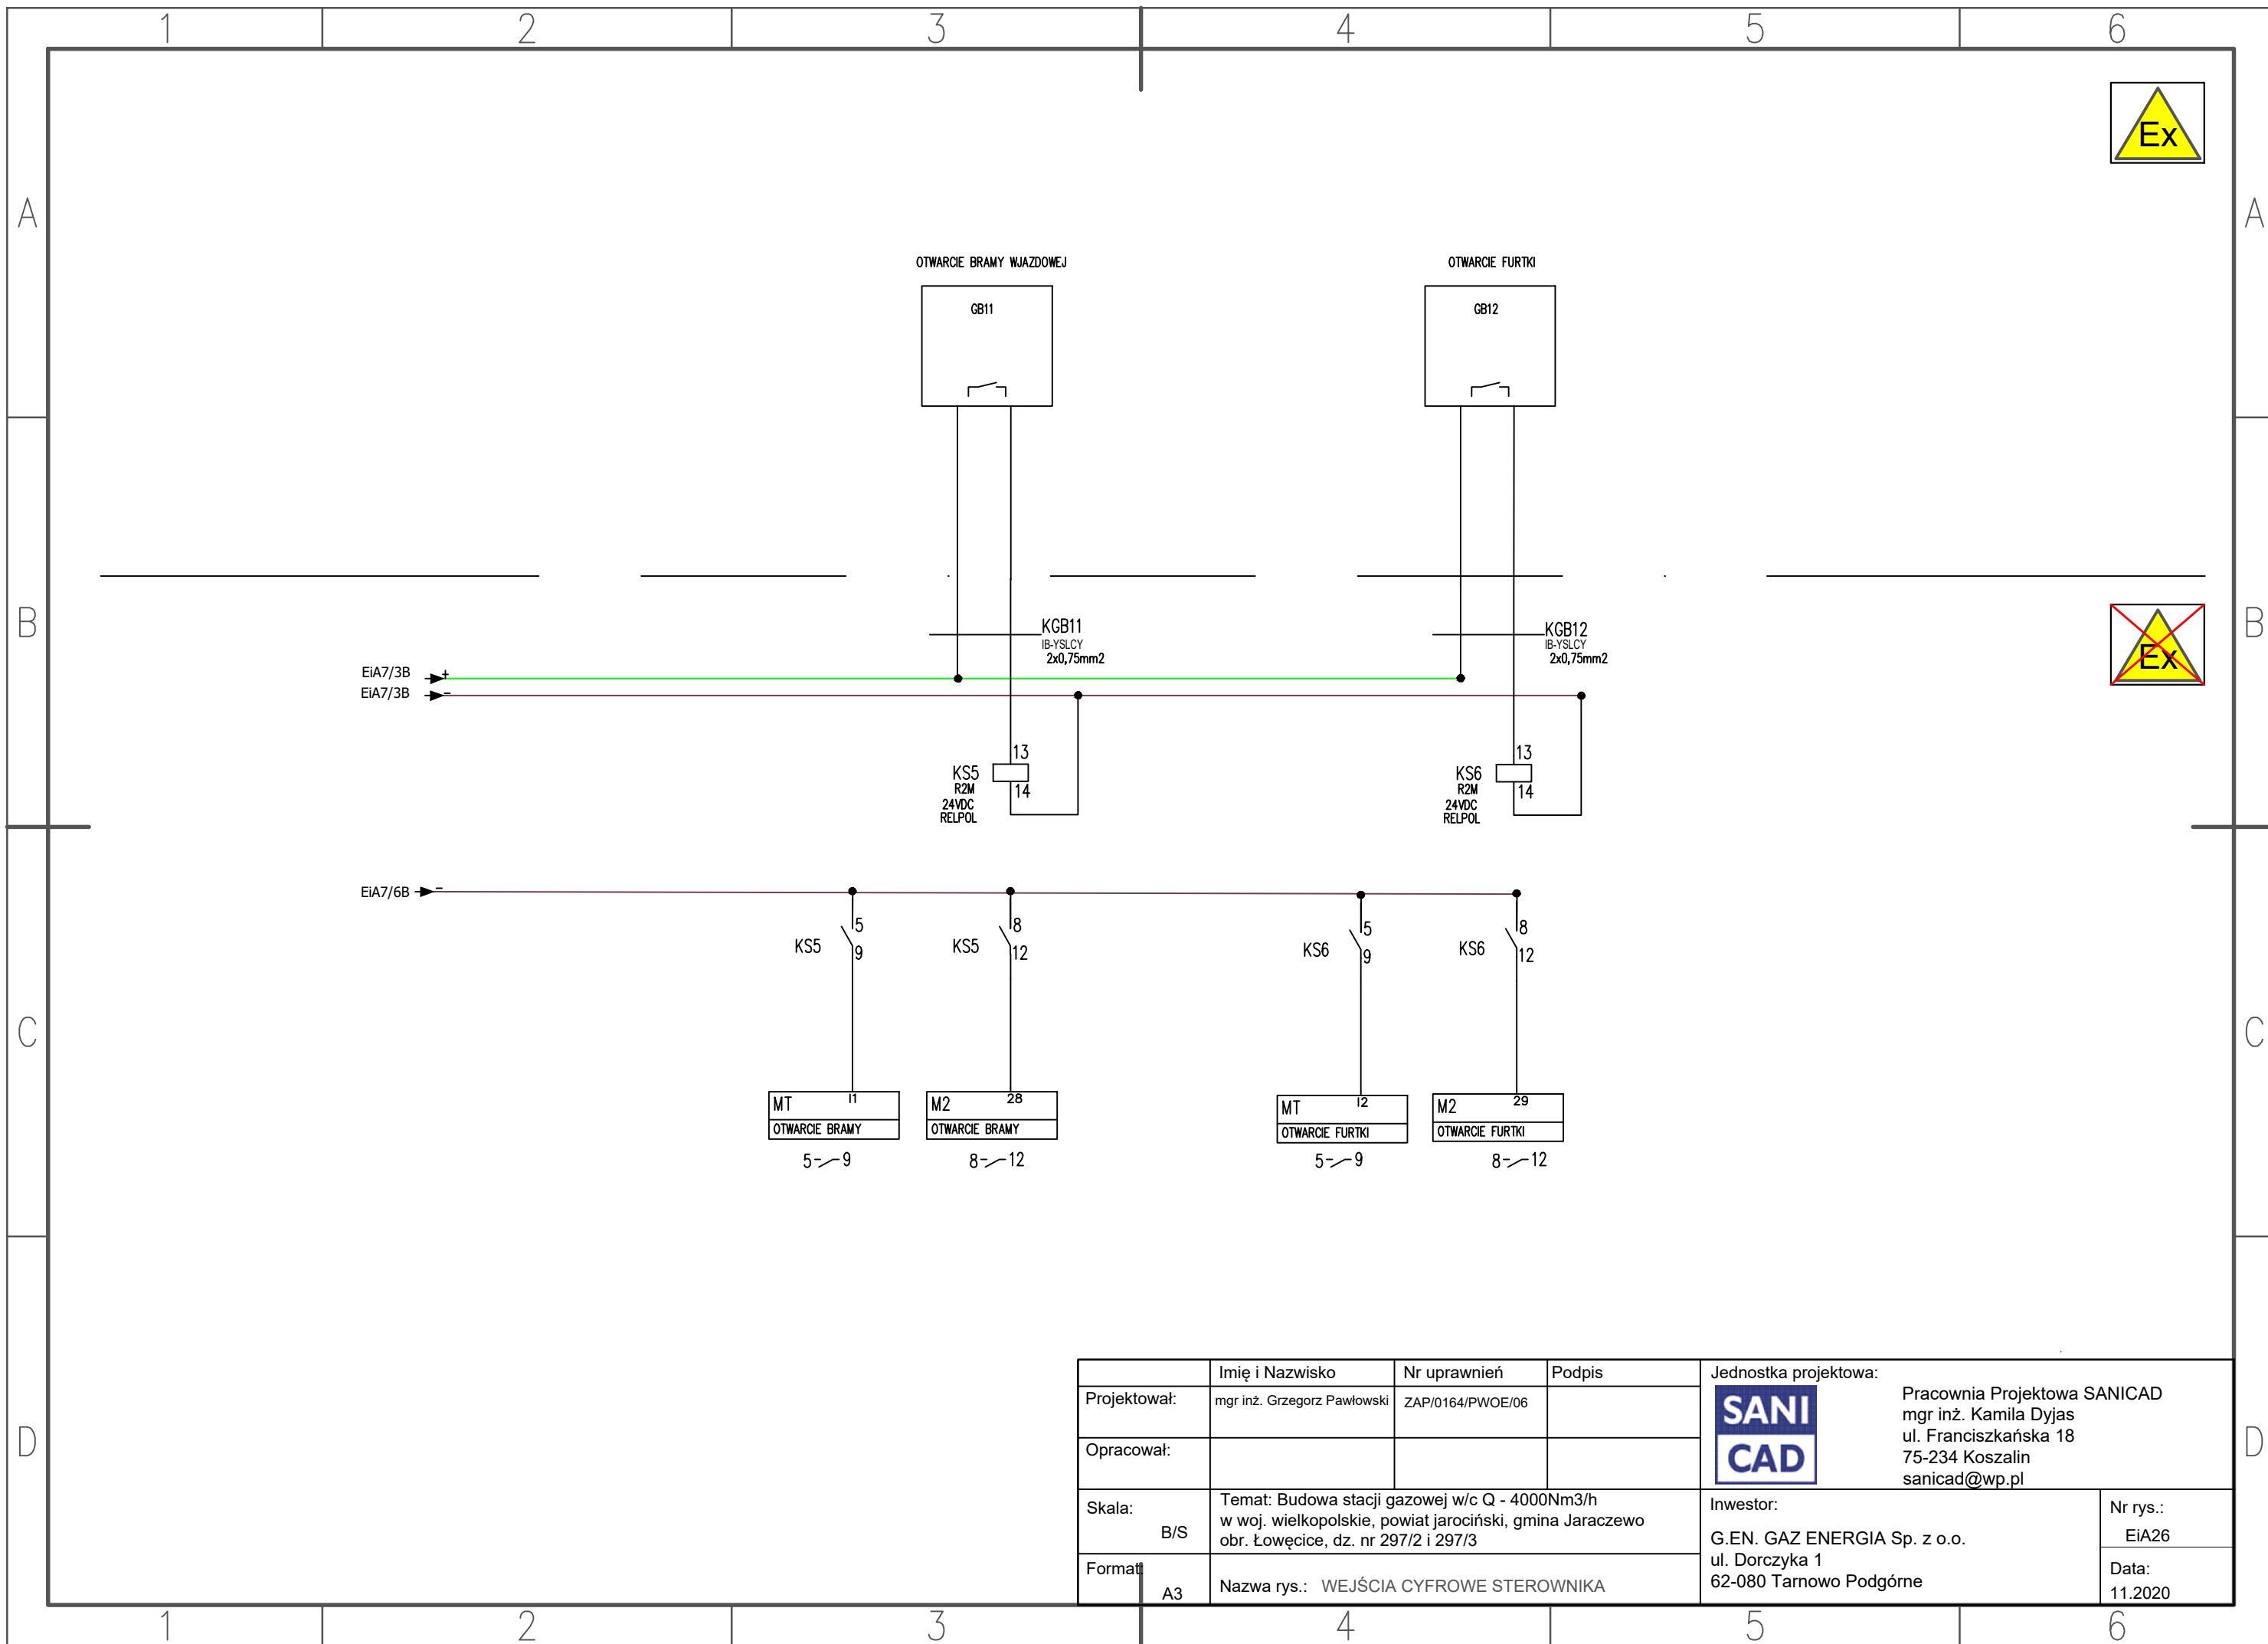 1 2 3 4 5 6
Ex
A A
OTWARCIE BRAMY WJAZDOWEJ OTWARCIE FURTKI
GB11 GB12
B B
KGB11 KGB12
IB-YSLCY IB-YSLCY
2x0,75mm2 2x0,75mm2
Ex
EiA7/3B +
EiA7/3B -
13 13
KS5 KS6
R2M 14 R2M 14
24VDC 24VDC
RELPOL RELPOL
EiA7/6B -
5 8 5 8
KS5 KS5 KS6 KS6
9 12 9 12
C C
MT I1 M2 28 MT I2 M2 29
OTWARCIE BRAMY OTWARCIE BRAMY OTWARCIE FURTKI OTWARCIE FURTKI
5 9 8 12 5 9 8 12
D D
Imię i Nazwisko Nr uprawnień Podpis
Projektował: mgr inż. Grzegorz Pawłowski ZAP/0164/PWOE/06
Opracował:
Jednostka projektowa:
SANI
CAD
Pracownia Projektowa SANICAD
mgr inż. Kamila Dyjas
ul. Franciszkańska 18
75-234 Koszalin
sanicad@wp.pl
Skala:
B/S
Temat: Budowa stacji gazowej w/c Q - 4000Nm3/h
w woj. wielkopolskie, powiat jarociński, gmina Jaraczewo
obr. Łowęcice, dz. nr 297/2 i 297/3
Inwestor:
G.EN. GAZ ENERGIA Sp. z o.o.
ul. Dorczyka 1
62-080 Tarnowo Podgórne
Nr rys.:
EiA26
Format:
A3
Nazwa rys.: WEJŚCIA CYFROWE STEROWNIKA
Data:
11.2020
1 2 3 4 5 6